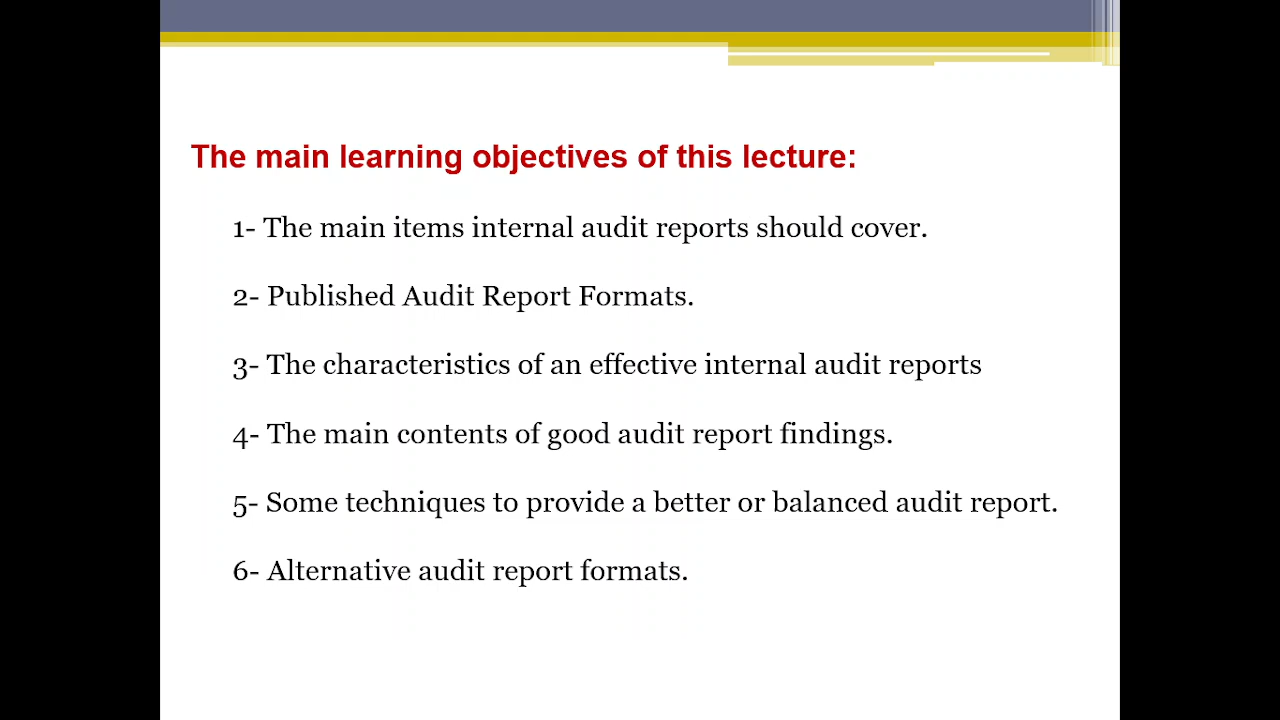 The main learning objectives of this lecture:
1- The main items internal audit reports should cover.
2- Published Audit Report Formats.
3- The characteristics of an effective internal audit reports
4- The main contents of good audit report findings.
5- Some techniques to provide a better or balanced audit report.
6- Alternative audit report formats.